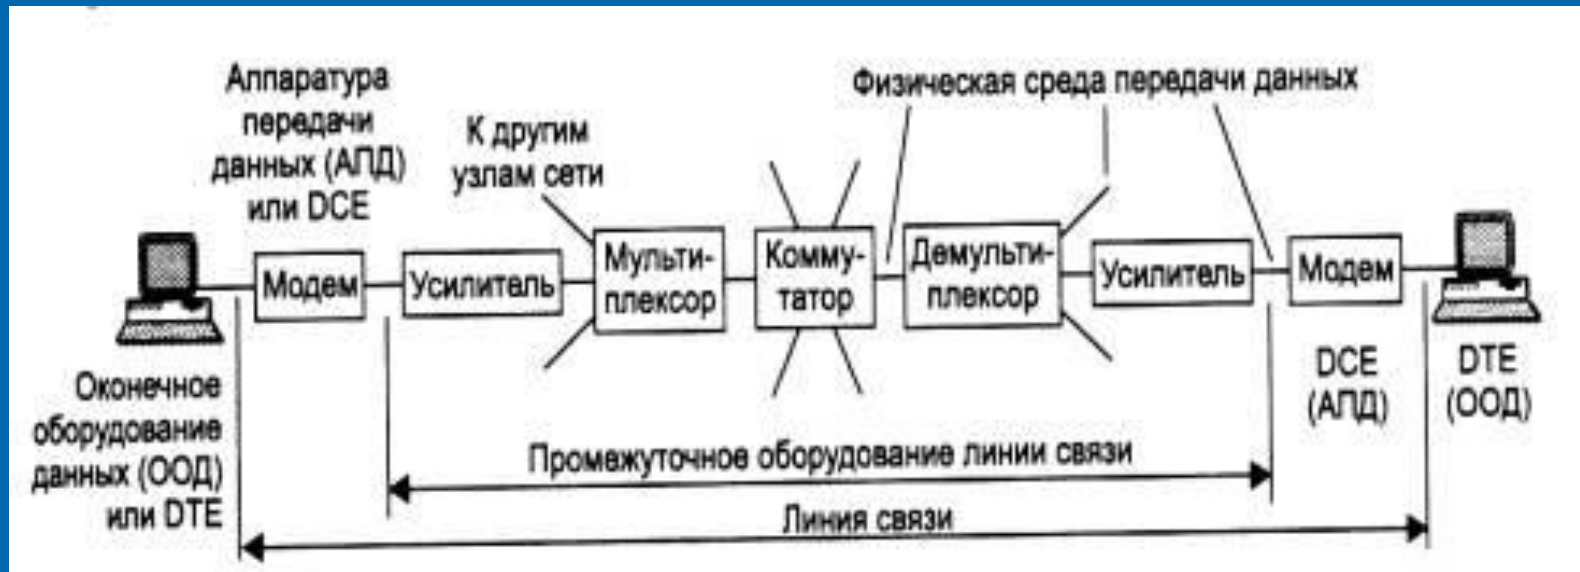 Аппаратура
передачи
данных (АПД)
или DCE
К другим
узлам сети
Физическая среда передачи данных
Модем
Усилитель
Мульти-
плексор
Комму-
татор
Демульти-
плексор
Усилитель
Модем
Оконечное
оборудование
данных (ООД)
или DTE
DCE
(АПД)
DTE
(ООД)
Промежуточное оборудование линии связи
Линия связи